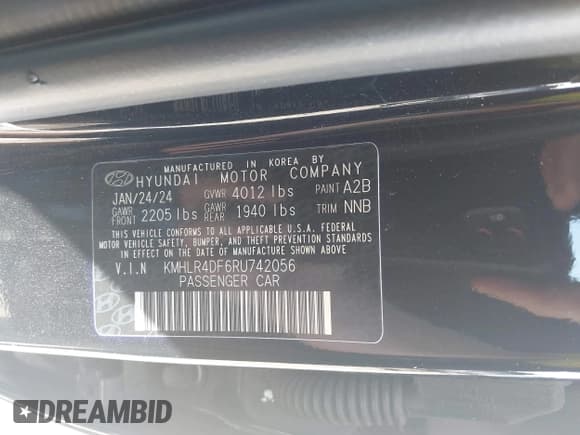 MANUFACTURED IN KOREA BY
HYUNDAI MOTOR COMPANY
JAN/24/24 GVWR 4012 lbs PAINT A2B
GAWR FRONT 2205 lbs GAWR REAR 1940 lbs TRIM NNB
THIS VEHICLE CONFORMS TO ALL APPLICABLE U.S.A. FEDERAL
MOTOR VEHICLE SAFETY, BUMPER, AND THEFT PREVENTION
STANDARDS IN EFFECT ON THE DATE OF MANUFACTURE SHOWN ABOVE.
V.I.N KMHLR4DF6RU742056
PASSENGER CAR
DREAMBID